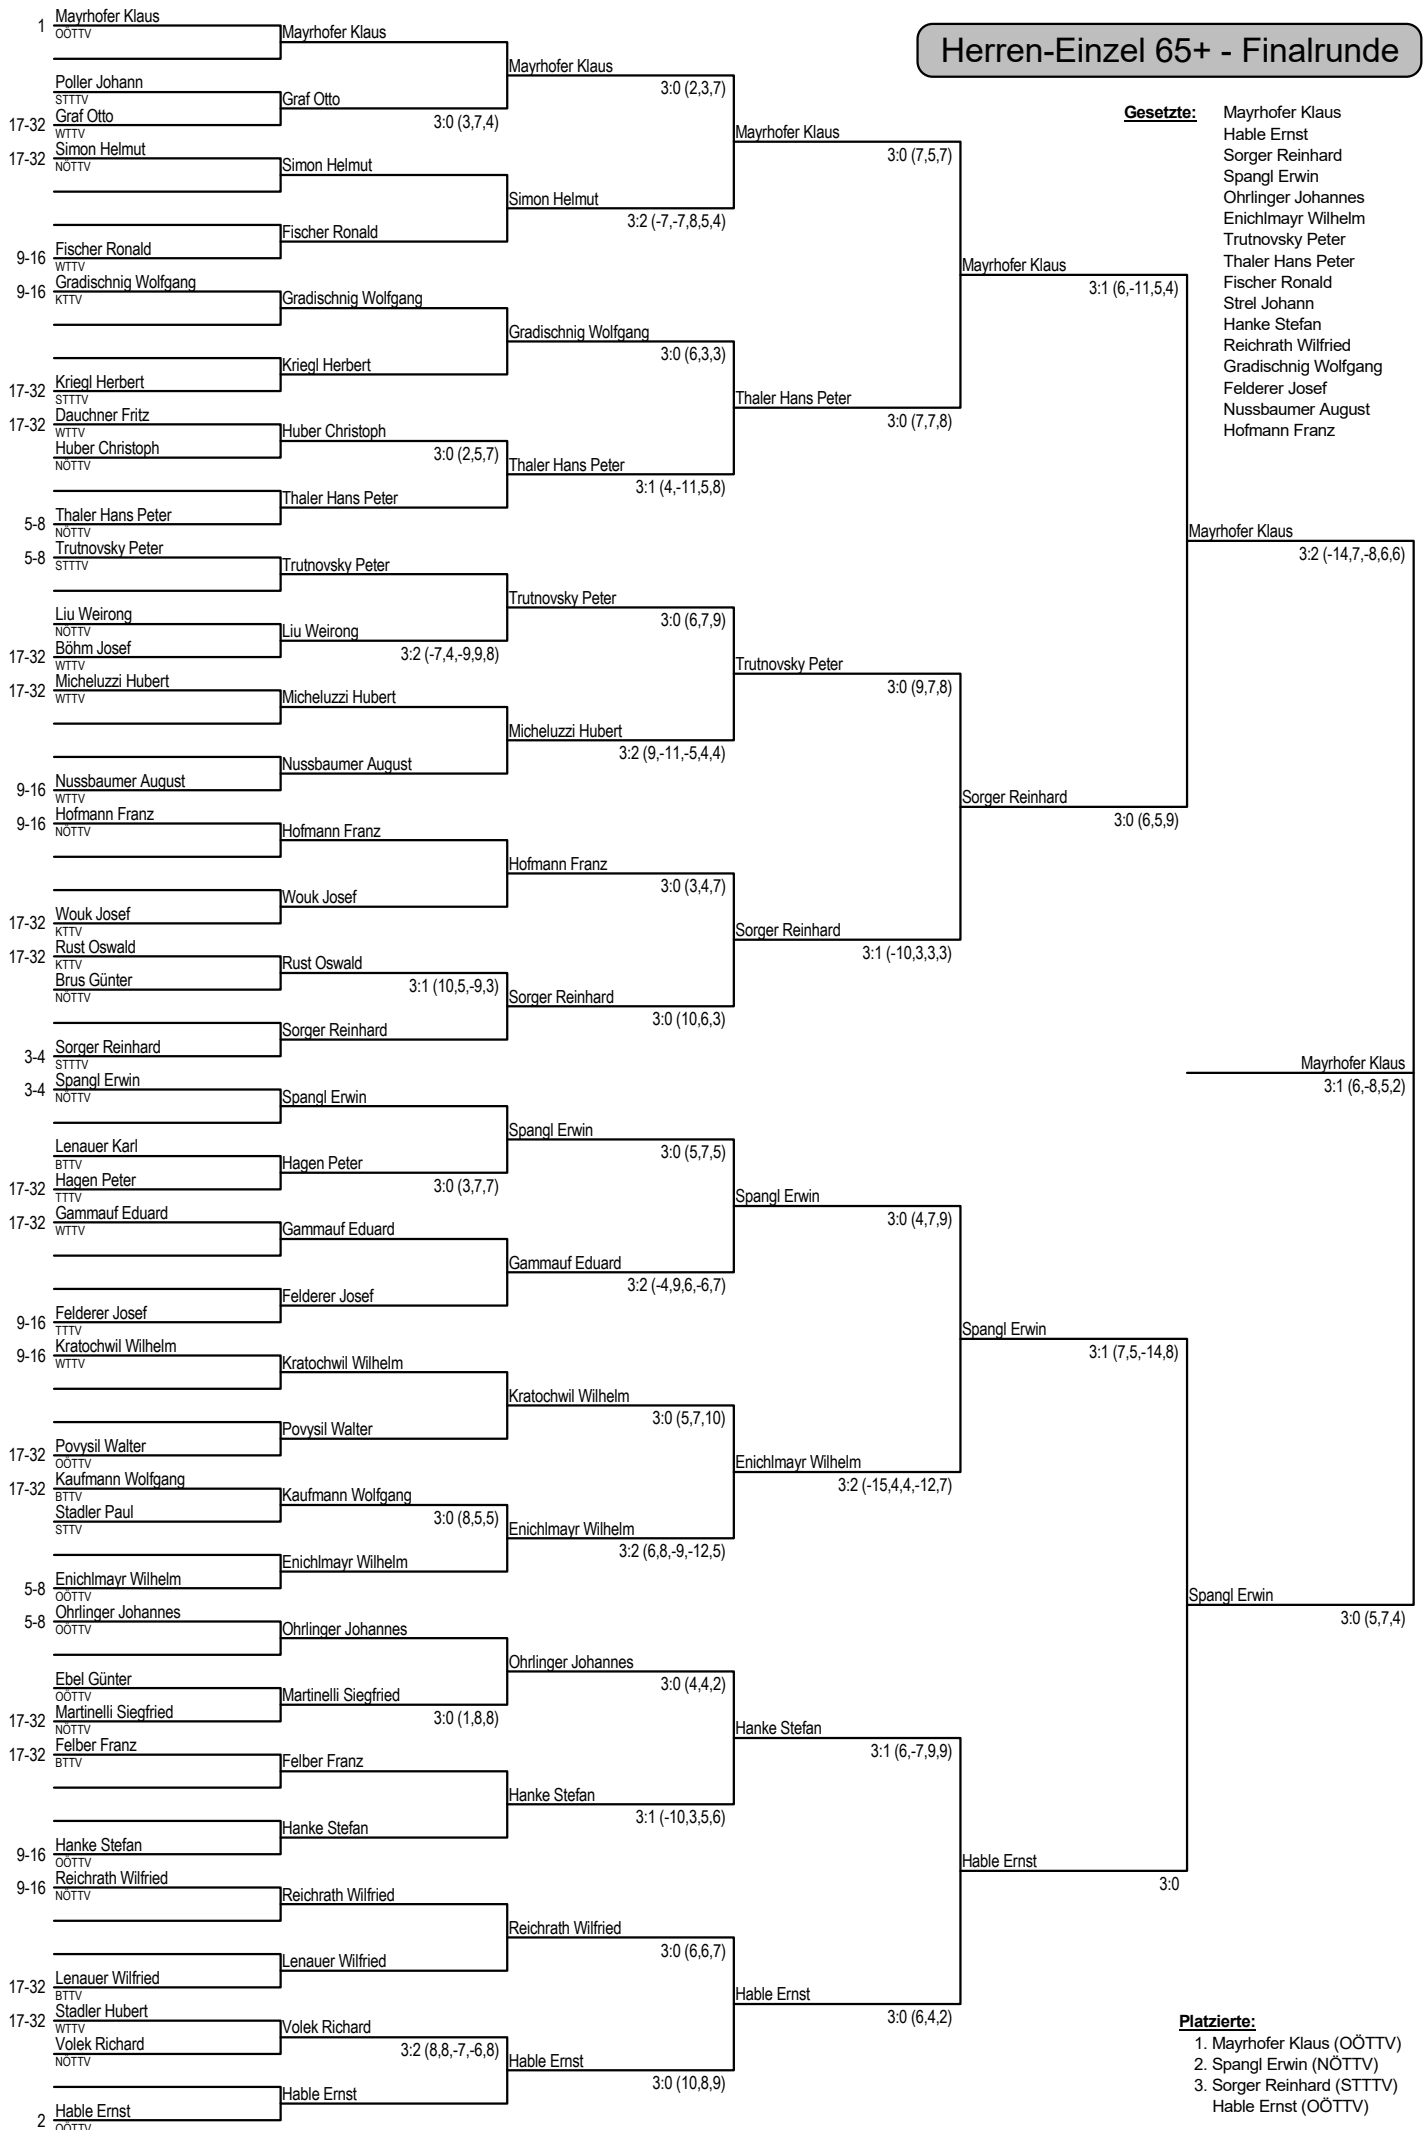 Herren-Einzel 65+ - Finalrunde
Gesetzte: Mayrhofer Klaus
Hable Ernst
Sorger Reinhard
Spangl Erwin
Ohrlinger Johannes
Enichlmayr Wilhelm
Trutnovsky Peter
Thaler Hans Peter
Fischer Ronald
Strel Johann
Hanke Stefan
Reichrath Wilfried
Gradischnig Wolfgang
Felderer Josef
Nussbaumer August
Hofmann Franz
1 Mayrhofer Klaus
OÖTTV
Poller Johann
STTTV
17-32 Graf Otto
WTTV
17-32 Simon Helmut
NÖTTV
9-16 Fischer Ronald
WTTV
9-16 Gradischnig Wolfgang
KTTV
17-32 Kriegl Herbert
STTTV
17-32 Dauchner Fritz
WTTV
Huber Christoph
NÖTTV
5-8 Thaler Hans Peter
NÖTTV
5-8 Trutnovsky Peter
STTTV
Liu Weirong
NÖTTV
17-32 Böhm Josef
WTTV
17-32 Micheluzzi Hubert
WTTV
9-16 Nussbaumer August
WTTV
9-16 Hofmann Franz
NÖTTV
17-32 Wouk Josef
KTTV
17-32 Rust Oswald
KTTV
Brus Günter
NÖTTV
3-4 Sorger Reinhard
STTTV
3-4 Spangl Erwin
NÖTTV
Lenauer Karl
BTTV
17-32 Hagen Peter
TTTV
17-32 Gammauf Eduard
WTTV
9-16 Felderer Josef
TTTV
9-16 Kratochwil Wilhelm
WTTV
17-32 Povysil Walter
OÖTTV
17-32 Kaufmann Wolfgang
BTTV
Stadler Paul
STTV
5-8 Enichlmayr Wilhelm
OÖTTV
5-8 Ohrlinger Johannes
OÖTTV
Ebel Günter
OÖTTV
17-32 Martinelli Siegfried
NÖTTV
17-32 Felber Franz
BTTV
9-16 Hanke Stefan
OÖTTV
9-16 Reichrath Wilfried
NÖTTV
17-32 Lenauer Wilfried
BTTV
17-32 Stadler Hubert
WTTV
Volek Richard
NÖTTV
2 Hable Ernst
OÖTTV
Mayrhofer Klaus
Graf Otto
3:0 (3,7,4)
Simon Helmut
Fischer Ronald
Gradischnig Wolfgang
Kriegl Herbert
Huber Christoph
3:0 (2,5,7)
Thaler Hans Peter
Trutnovsky Peter
Liu Weirong
3:2 (-7,4,-9,9,8)
Micheluzzi Hubert
Nussbaumer August
Hofmann Franz
Wouk Josef
Rust Oswald
3:1 (10,5,-9,3)
Sorger Reinhard
Spangl Erwin
Hagen Peter
3:0 (3,7,7)
Gammauf Eduard
Felderer Josef
Kratochwil Wilhelm
Povysil Walter
Kaufmann Wolfgang
3:0 (8,5,5)
Enichlmayr Wilhelm
Ohrlinger Johannes
Martinelli Siegfried
3:0 (1,8,8)
Felber Franz
Hanke Stefan
Reichrath Wilfried
Lenauer Wilfried
Volek Richard
3:2 (8,8,-7,-6,8)
Hable Ernst
Mayrhofer Klaus
3:0 (2,3,7)
Simon Helmut
3:2 (-7,-7,8,5,4)
Gradischnig Wolfgang
3:0 (6,3,3)
Thaler Hans Peter
3:1 (4,-11,5,8)
Trutnovsky Peter
3:0 (6,7,9)
Micheluzzi Hubert
3:2 (9,-11,-5,4,4)
Hofmann Franz
3:0 (3,4,7)
Sorger Reinhard
3:0 (10,6,3)
Spangl Erwin
3:0 (5,7,5)
Gammauf Eduard
3:2 (-4,9,6,-6,7)
Kratochwil Wilhelm
3:0 (5,7,10)
Enichlmayr Wilhelm
3:2 (6,8,-9,-12,5)
Ohrlinger Johannes
3:0 (4,4,2)
Hanke Stefan
3:1 (-10,3,5,6)
Reichrath Wilfried
3:0 (6,6,7)
Hable Ernst
3:0 (10,8,9)
Mayrhofer Klaus
3:0 (7,5,7)
Thaler Hans Peter
3:0 (7,7,8)
Trutnovsky Peter
3:0 (9,7,8)
Sorger Reinhard
3:1 (-10,3,3,3)
Spangl Erwin
3:0 (4,7,9)
Enichlmayr Wilhelm
3:2 (-15,4,4,-12,7)
Hanke Stefan
3:1 (6,-7,9,9)
Hable Ernst
3:0 (6,4,2)
Mayrhofer Klaus
3:1 (6,-11,5,4)
Sorger Reinhard
3:0 (6,5,9)
Spangl Erwin
3:1 (7,5,-14,8)
Hable Ernst
3:0
Mayrhofer Klaus
3:2 (-14,7,-8,6,6)
Spangl Erwin
3:0 (5,7,4)
Mayrhofer Klaus
3:1 (6,-8,5,2)
Platzierte:
1. Mayrhofer Klaus (OÖTTV)
2. Spangl Erwin (NÖTTV)
3. Sorger Reinhard (STTTV)
Hable Ernst (OÖTTV)